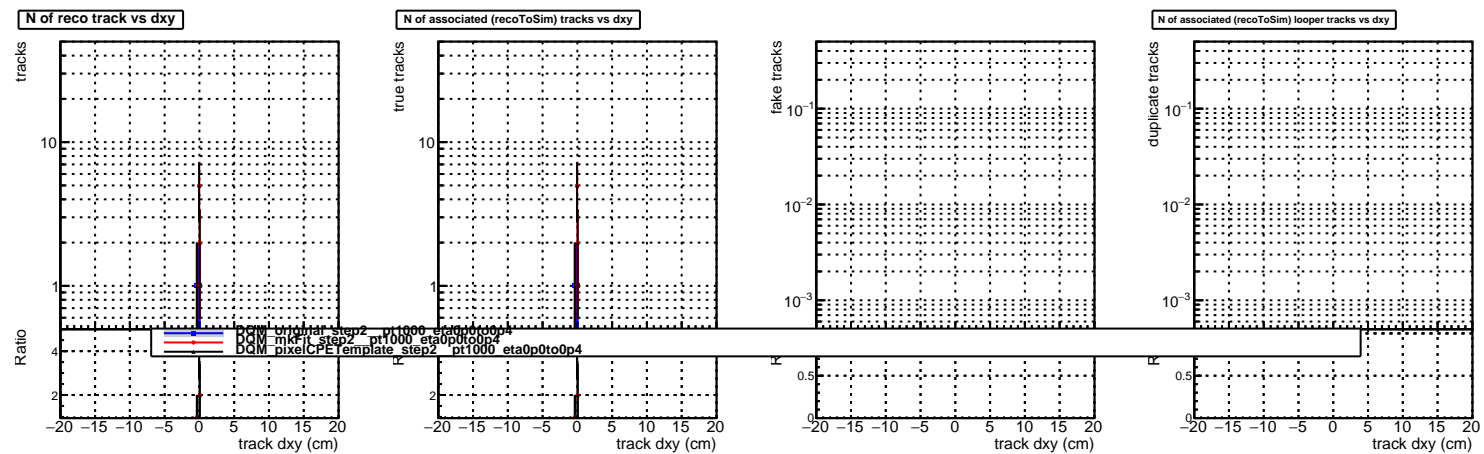 N of reco track vs dxy
N of associated (recoToSim) tracks vs dxy
N of associated (recoToSim) looper tracks vs dxy
tracks
10
1
Ratio
4
2
−20 −15 −10 −5 0 5 10 15 20
track dxy (cm)
true tracks
10
1
2
−20 −15 −10 −5 0 5 10 15 20
track dxy (cm)
fake tracks
10−1
10−2
10−3
0.5
0
−20 −15 −10 −5 0 5 10 15 20
track dxy (cm)
duplicate tracks
10−1
10−2
10−3
0.5
0
−20 −15 −10 −5 0 5 10 15 20
track dxy (cm)
DQM_original_step2__pt1000_eta0p0to0p4
DQM_mkFit_step2__pt1000_eta0p0to0p4
DQM_pixelCPETemplate_step2__pt1000_eta0p0to0p4